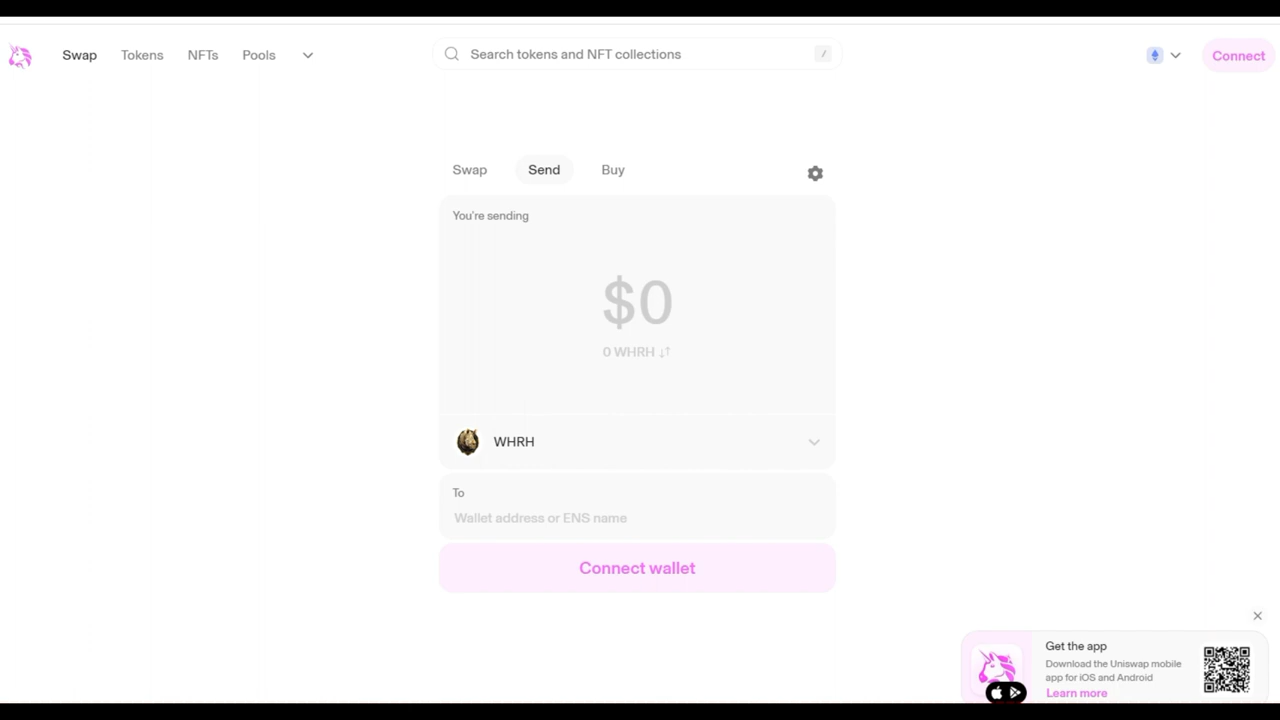 Swap Tokens NFTs Pools Search tokens and NFT collections / Connect
Swap Send Buy
You're sending
$0
0 WHRH ↓↑
WHRH
To
Wallet address or ENS name
Connect wallet
Get the app
Download the Uniswap mobile
app for iOS and Android
Learn more